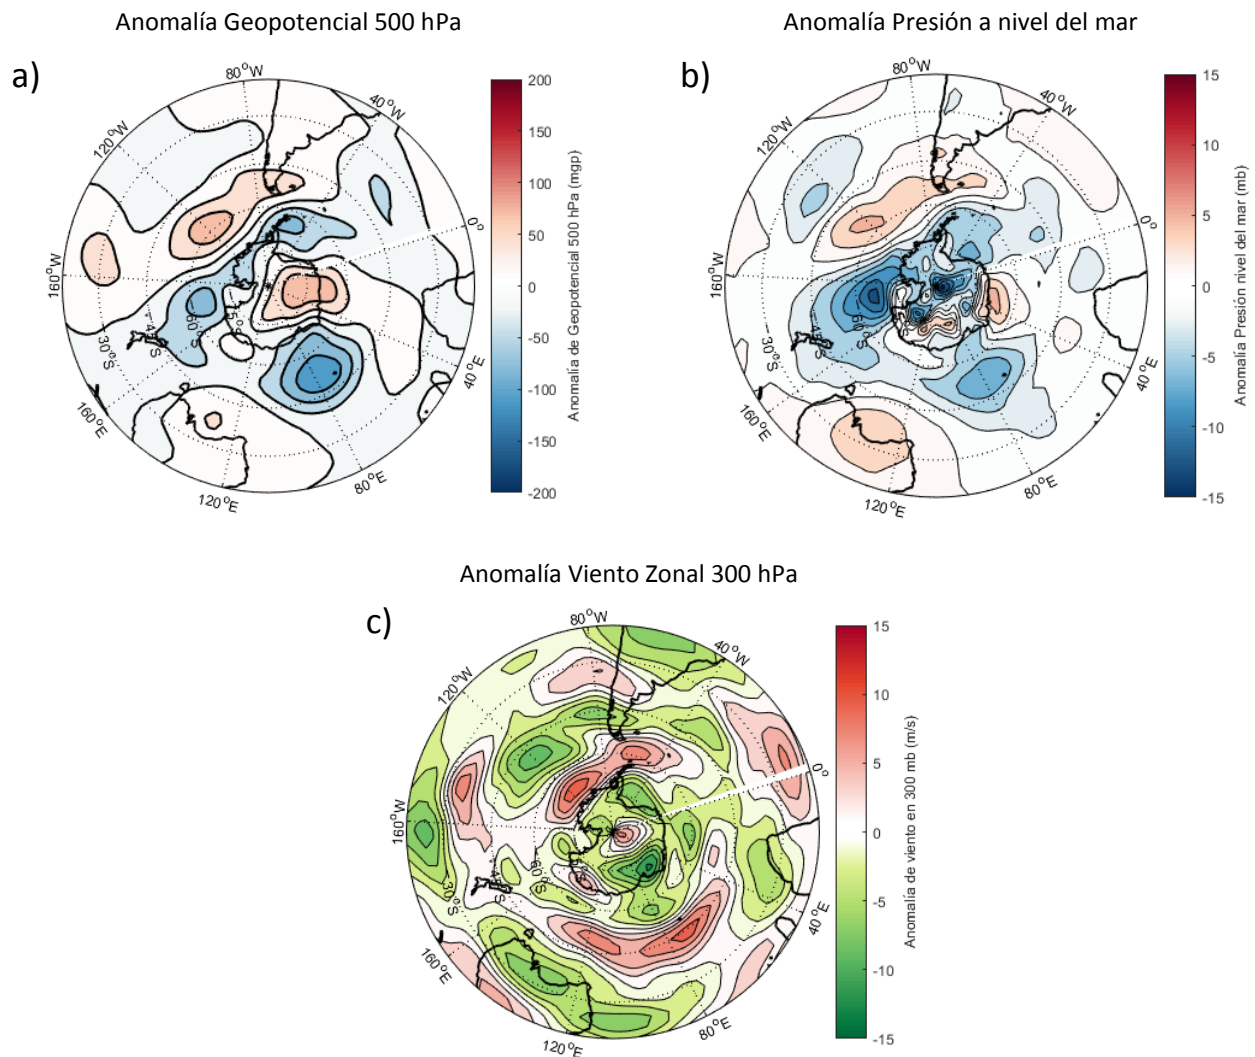 Anomalía Geopotencial 500 hPa
Anomalía Presión a nivel del mar
a)
80°W
40°W
0°
40°E
80°E
120°E
160°E
160°W
120°W
30°S
45°S
60°S
75°S
200
150
100
50
0
-50
-100
-150
-200
Anomalía de Geopotencial 500 hPa (mgp)
b)
80°W
40°W
0°
40°E
80°E
120°E
160°E
160°W
120°W
30°S
45°S
60°S
15
10
5
0
-5
-10
-15
Anomalía Presión nivel del mar (mb)
Anomalía Viento Zonal 300 hPa
c)
80°W
40°W
0°
40°E
80°E
120°E
160°E
160°W
120°W
30°S
45°S
60°S
15
10
5
0
-5
-10
-15
Anomalía de viento en 300 mb (m/s)